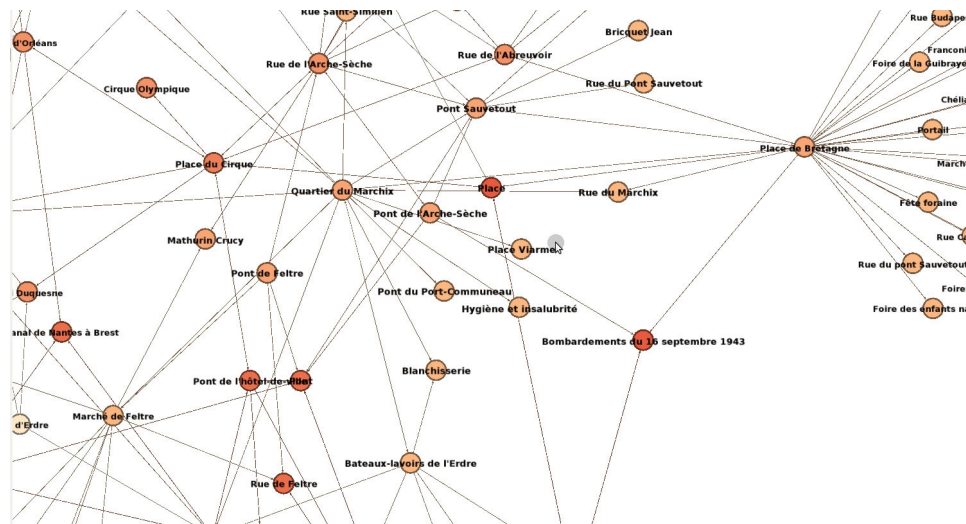 Rue Saint-Similien
Rue Budape
d'Orléans
Bricquet Jean
Rue de l'Abreuvoir
Franconi
Rue de l'Arche-Sèche
Foire de la Guibraye
Cirque Olympique
Rue du Pont Sauvetout
Chélia
Pont Sauvetout
Portail
Place de Bretagne
Place du Cirque
March
Quartier du Marchix
Place
Rue du Marchix
Fête foraine
Pont de l'Arche-Sèche
Mathurin Crucy
Place Viarme
Rue C
Pont de Feltre
Rue du pont Sauvetout
Duquesne
Pont du Port-Communeau
Foire
Hygiène et insalubrité
Foire des enfants na
anal de Nantes à Brest
Bombardements du 16 septembre 1943
Blanchisserie
Pont de l'hôtel-de-ville
Marché de Feltre
d'Erdre
Bateaux-lavoirs de l'Erdre
Rue de Feltre